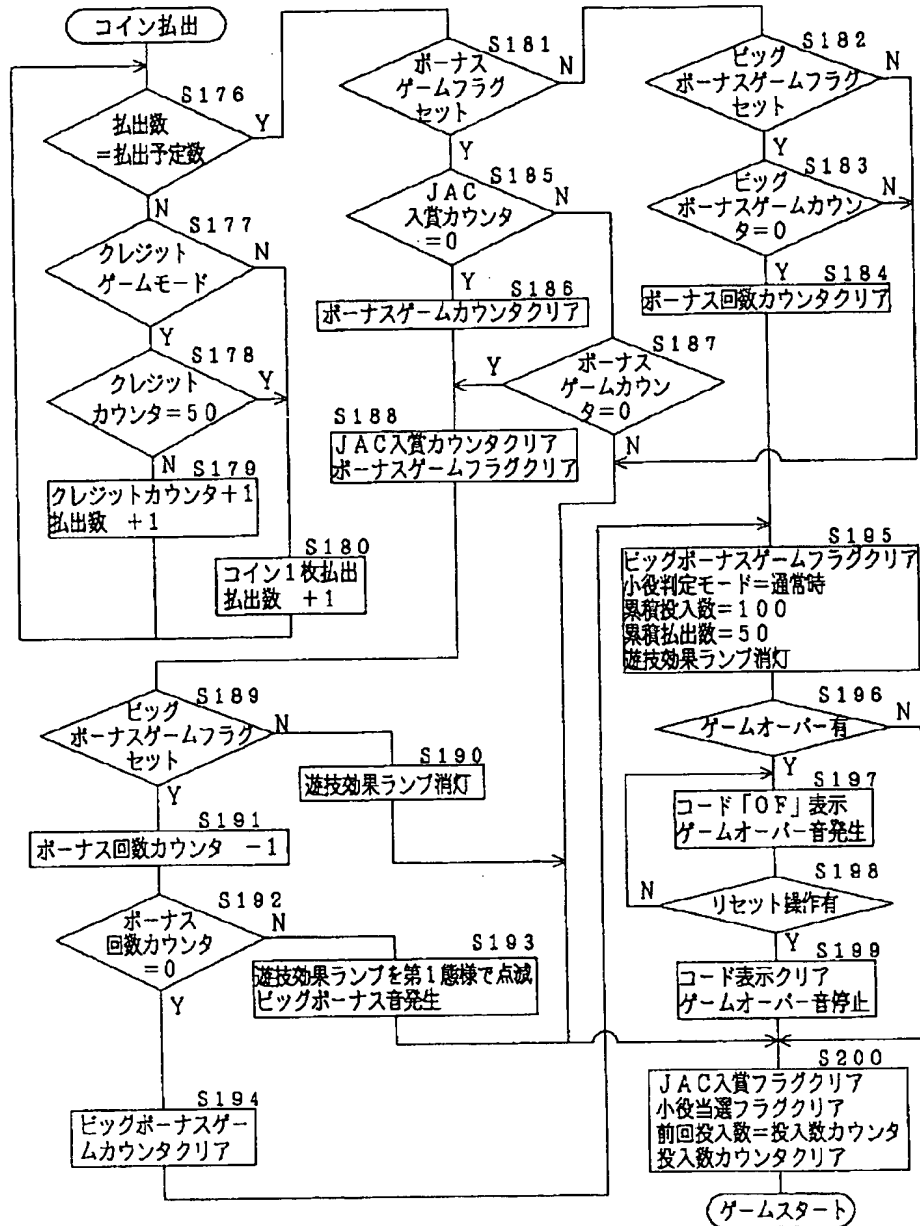 コイン払出
S176
払出数
=払出予定数
Y
N
S177
クレジット
ゲームモード
N
Y
S178
クレジット
カウンタ=50
Y
N
S179
クレジットカウンタ+1
払出数 +1
S180
コイン1枚払出
払出数 +1
S181
ボーナス
ゲームフラグ
セット
N
Y
S185
JAC
入賞カウンタ
=0
N
Y
S186
ボーナスゲームカウンタクリア
S187
ボーナス
ゲームカウン
タ=0
Y
N
S188
JAC入賞カウンタクリア
ボーナスゲームフラグクリア
S182
ビッグ
ボーナスゲームフラグ
セット
N
Y
S183
ビッグ
ボーナスゲームカウン
タ=0
N
Y
S184
ボーナス回数カウンタクリア
S189
ビッグ
ボーナスゲームフラグ
セット
N
Y
S190
遊技効果ランプ消灯
S191
ボーナス回数カウンタ -1
S192
ボーナス
回数カウンタ
=0
N
Y
S193
遊技効果ランプを第1態様で点滅
ビッグボーナス音発生
S194
ビッグボーナスゲー
ムカウンタクリア
S195
ビッグボーナスゲームフラグクリア
小役判定モード=通常時
累積投入数=100
累積払出数=50
遊技効果ランプ消灯
S196
ゲームオーバー有
N
Y
S197
コード「OF」表示
ゲームオーバー音発生
S198
リセット操作有
N
Y
S199
コード表示クリア
ゲームオーバー音停止
S200
JAC入賞フラグクリア
小役当選フラグクリア
前回投入数=投入数カウンタ
投入数カウンタクリア
ゲームスタート